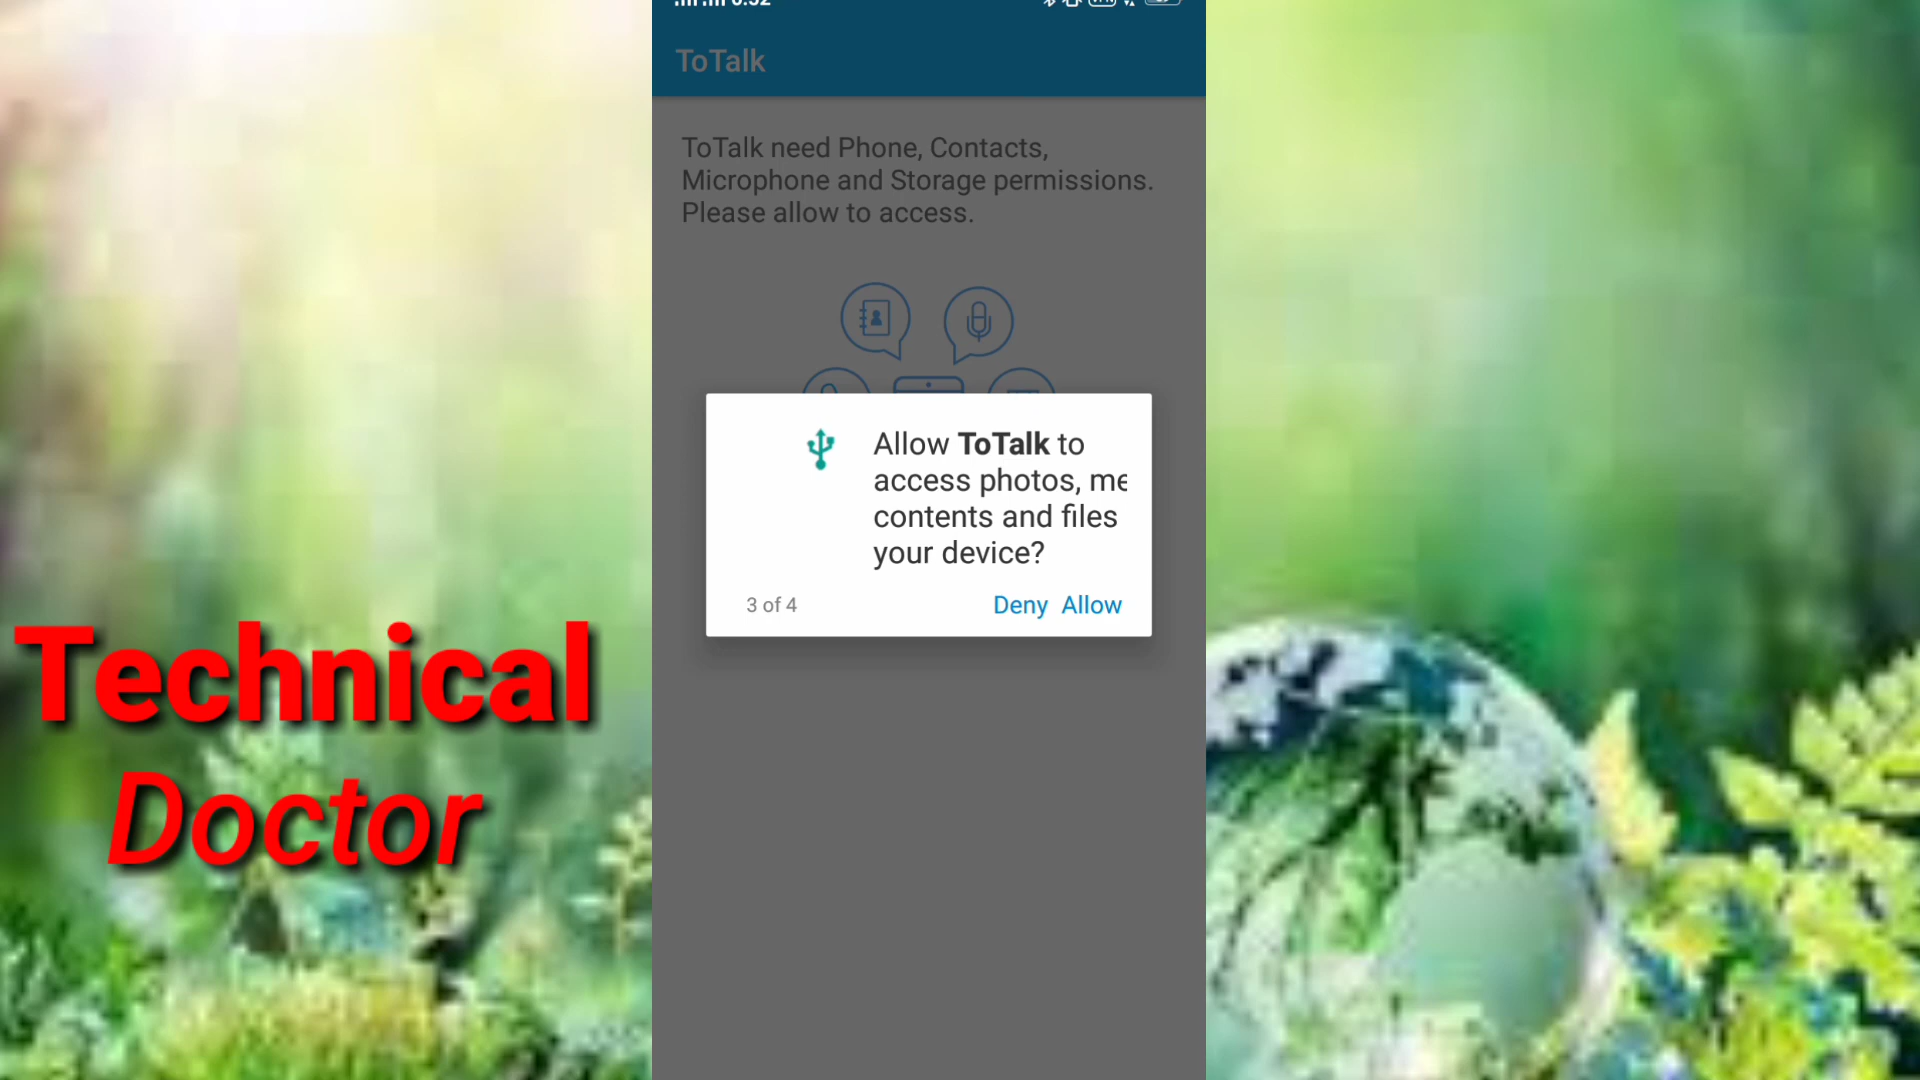 ToTalk
ToTalk need Phone, Contacts,
Microphone and Storage permissions.
Please allow to access.
Allow ToTalk to
access photos, me
contents and files
your device?
3 of 4
Deny Allow
Technical
Doctor